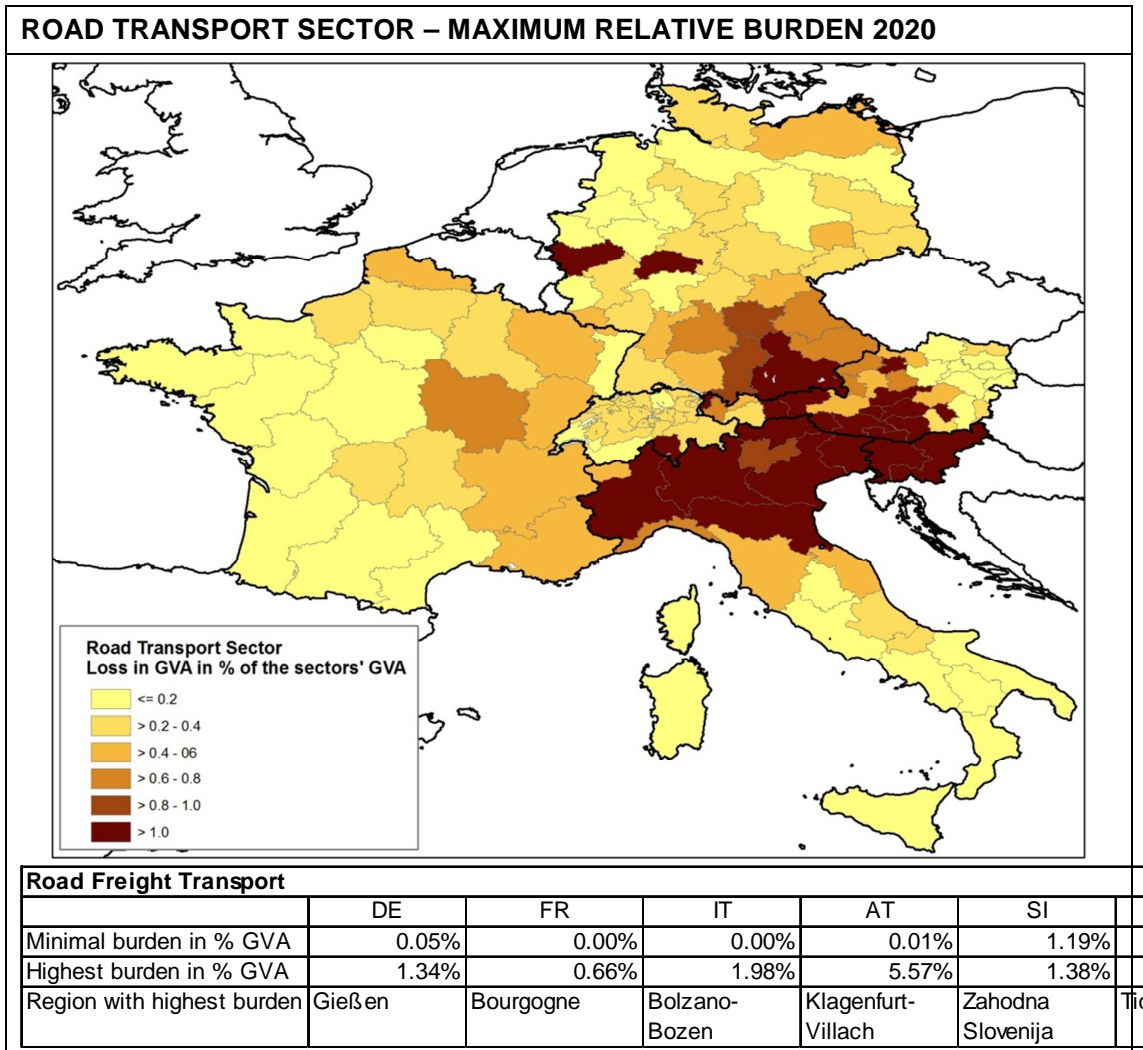 ROAD TRANSPORT SECTOR – MAXIMUM RELATIVE BURDEN 2020
Road Transport Sector
Loss in GVA in % of the sectors' GVA
<= 0.2
> 0.2 - 0.4
> 0.4 - 06
> 0.6 - 0.8
> 0.8 - 1.0
> 1.0
Road Freight Transport
DE FR IT AT SI
Minimal burden in % GVA 0.05% 0.00% 0.00% 0.01% 1.19%
Highest burden in % GVA 1.34% 0.66% 1.98% 5.57% 1.38%
Region with highest burden Gießen Bourgogne Bolzano- Klagenfurt- Zahodna
Bozen Villach Slovenija